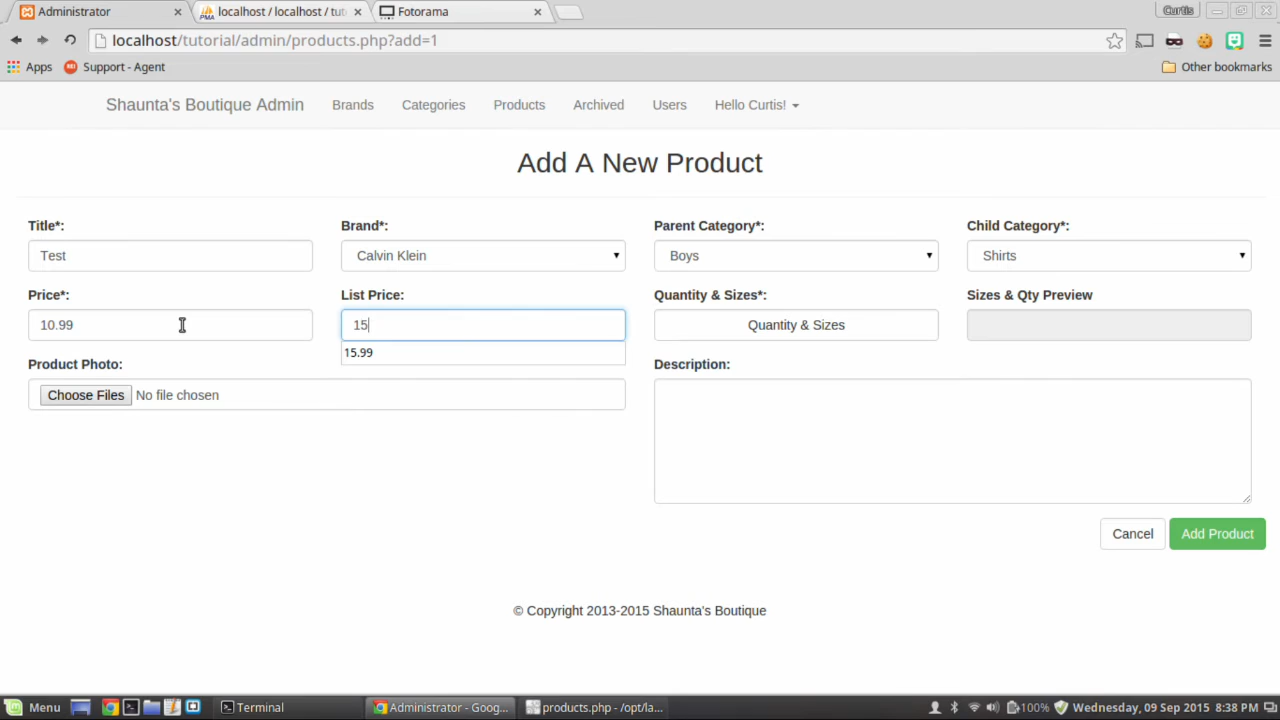 Administrator
localhost / localhost / tut
Fotorama
Curtis
localhost/tutorial/admin/products.php?add=1
Apps
Support - Agent
Other bookmarks
Shaunta's Boutique Admin Brands Categories Products Archived Users Hello Curtis!
Add A New Product
Title*: Brand*: Parent Category*: Child Category*:
Test Calvin Klein Boys Shirts
Price*: List Price: Quantity & Sizes*: Sizes & Qty Preview
10.99 15 Quantity & Sizes
15.99
Product Photo: Description:
Choose Files No file chosen
Cancel Add Product
© Copyright 2013-2015 Shaunta's Boutique
Menu Terminal Administrator - Goog... products.php - /opt/la... 100% Wednesday, 09 Sep 2015 8:38 PM